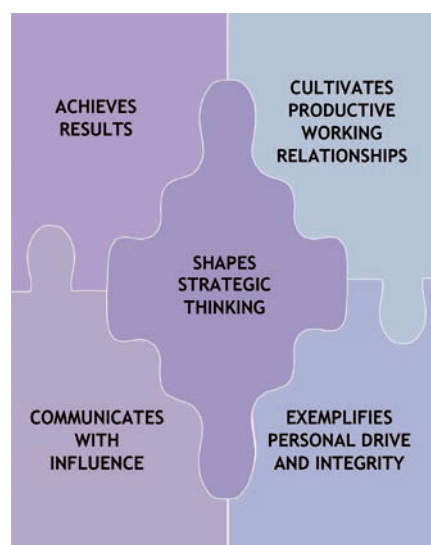 ACHIEVES
RESULTS
CULTIVATES
PRODUCTIVE
WORKING
RELATIONSHIPS
SHAPES
STRATEGIC
THINKING
COMMUNICATES
WITH
INFLUENCE
EXEMPLIFIES
PERSONAL DRIVE
AND INTEGRITY